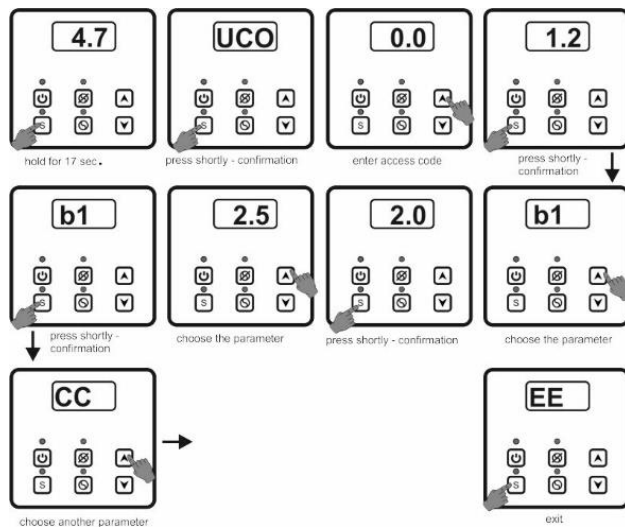 4.7
S
hold for 17 sec.
UCO
S
press shortly - confirmation
0.0
S
enter access code
1.2
S
press shortly -
confirmation
b1
S
press shortly -
confirmation
2.5
S
choose the parameter
2.0
S
press shortly - confirmation
b1
S
choose the parameter
CC
S
choose another parameter
EE
S
exit